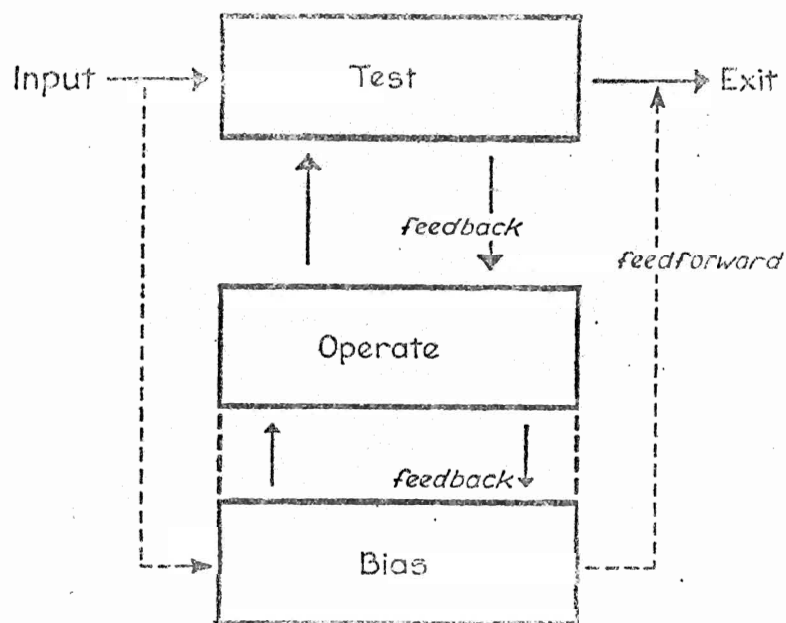 Input
Test
Exit
feedback
feedforward
Operate
feedback
Bias